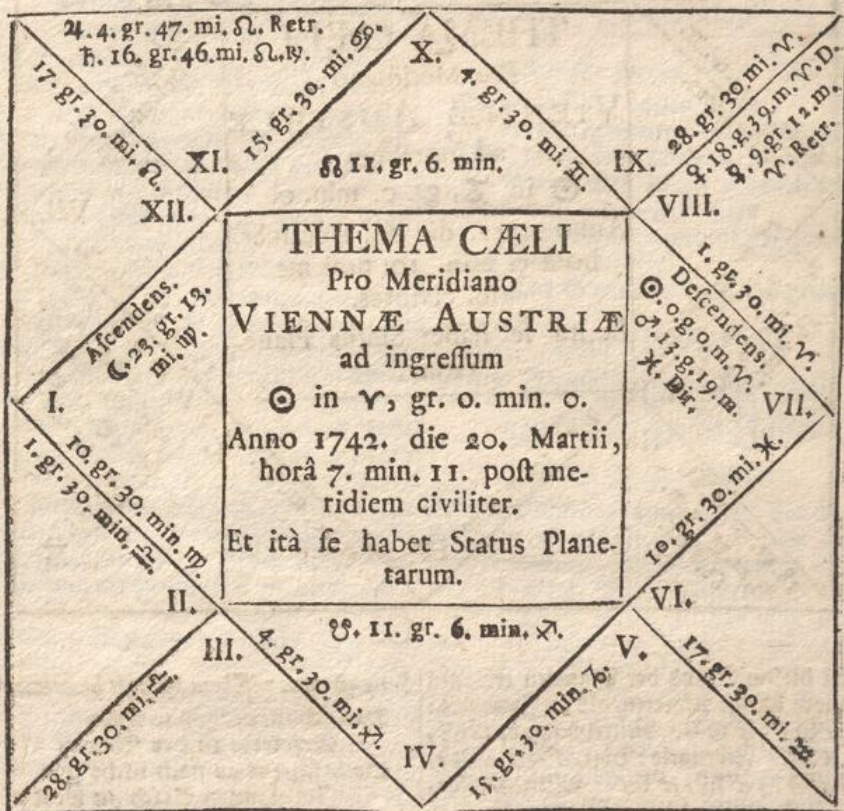 ♃. 4. gr. 47. mi. ♌. Retr.
♄. 16. gr. 46. mi. ♌. ℞.
17. gr. 30. mi. ♌.
XI.
15. gr. 30. mi. ♋.
X.
4. gr. 30. mi. ♊.
☊ 11. gr. 6. min.
IX.
28. gr. 30. mi. ♈.
♀. 18. g. 39. m. ♈. D.
☿. 9. gr. 12. m.
♈. Retr.
XII.
VIII.
THEMA CÆLI
Pro Meridiano
VIENNÆ AUSTRIÆ
ad ingreſſum
☉ in ♈, gr. 0. min. 0.
Anno 1742. die 20. Martii,
horâ 7. min. 11. poſt me-
ridiem civiliter.
Et ità ſe habet Status Plane-
tarum.
Aſcendens.
☾. 23. gr. 13.
mi. ♍.
1. gr. 30. mi. ♈.
Deſcendens.
☉. 0. g. 0. m. ♈.
♂. 13. g. 19. m.
♓. Dir.
I.
VII.
10. gr. 30. min. ♍.
1. gr. 30. min. ♎.
10. gr. 30. mi. ♓.
II.
VI.
☋. 11. gr. 6. min. ♐.
III.
4. gr. 30. mi. ♐.
V.
17. gr. 30. mi. ♒.
28. gr. 30. mi. ♎.
IV.
15. gr. 30. min. ♑.